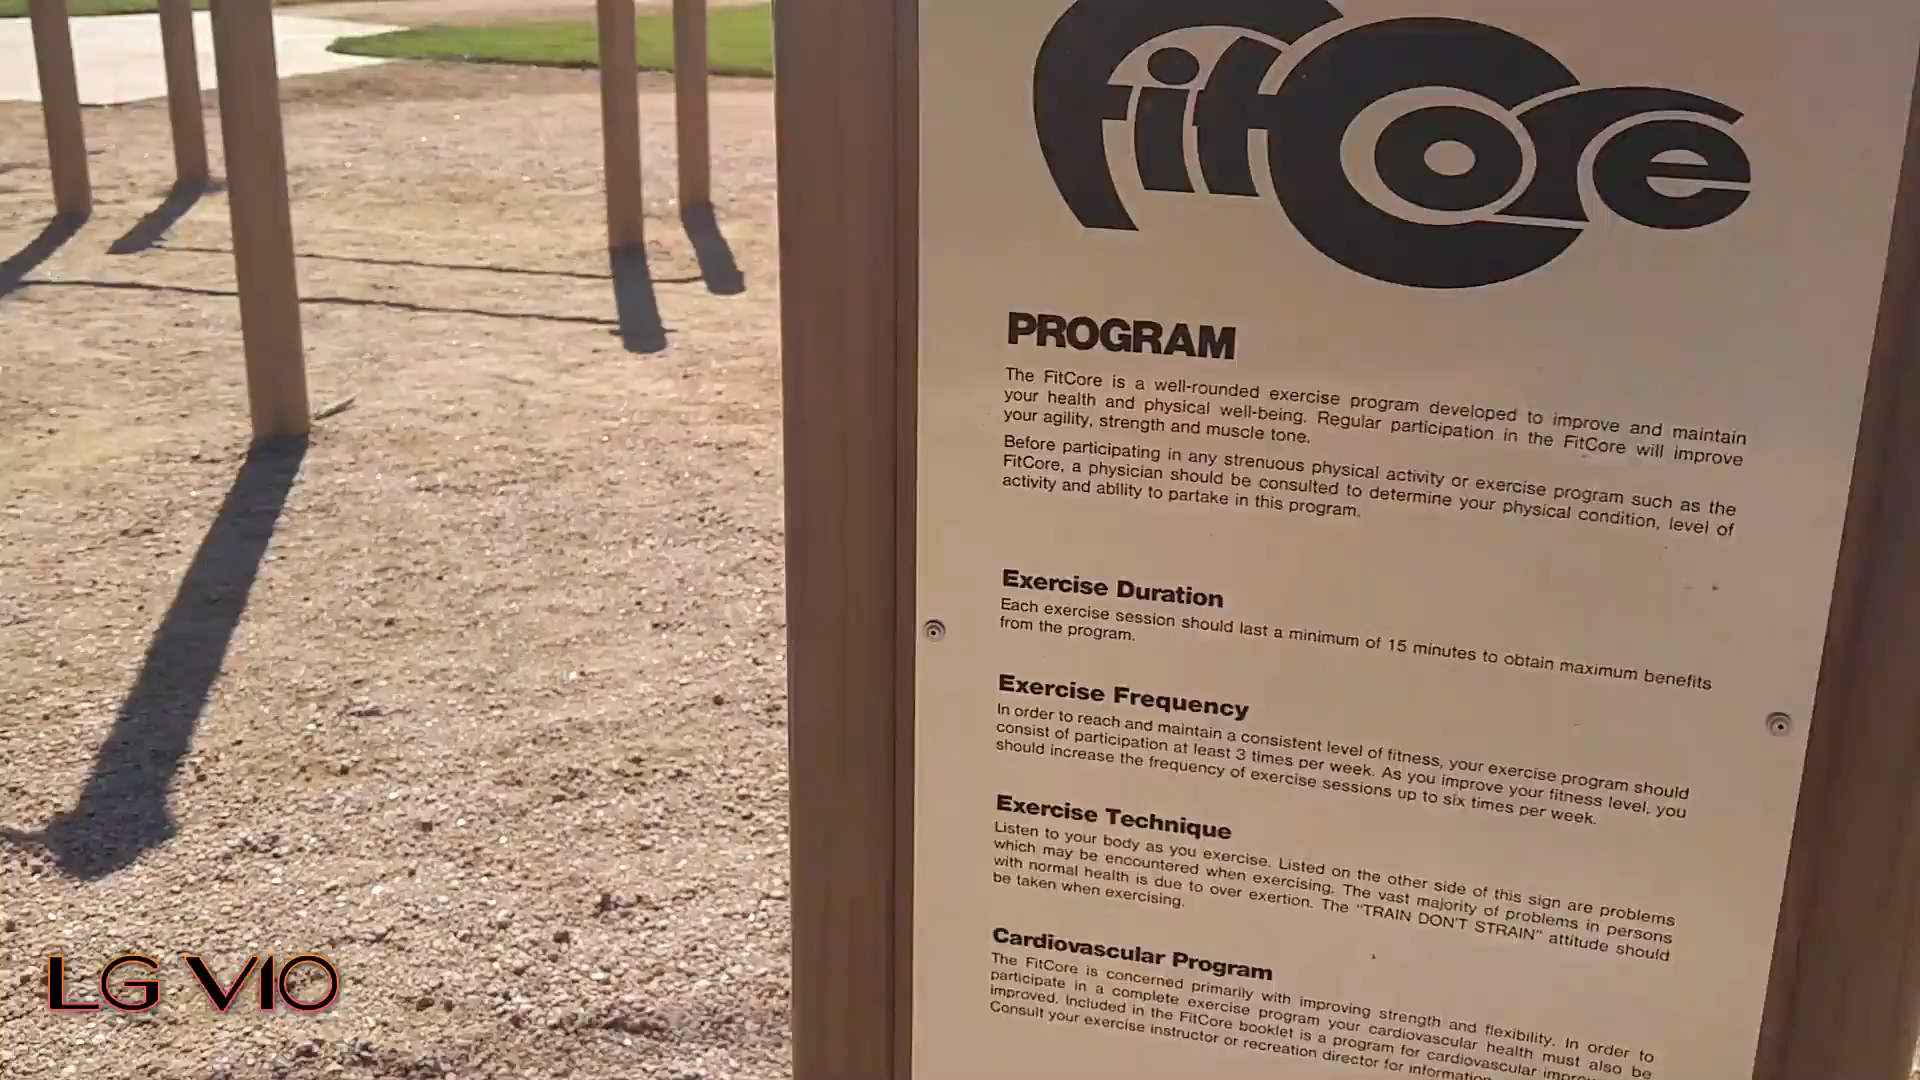 FitCore
PROGRAM
The FitCore is a well-rounded exercise program developed to improve and maintain
your health and physical well-being. Regular participation in the FitCore will improve
your agility, strength and muscle tone.
Before participating in any strenuous physical activity or exercise program such as the
FitCore, a physician should be consulted to determine your physical condition, level of
activity and ability to partake in this program.
Exercise Duration
Each exercise session should last a minimum of 15 minutes to obtain maximum benefits
from the program.
Exercise Frequency
In order to reach and maintain a consistent level of fitness, your exercise program should
consist of participation at least 3 times per week. As you improve your fitness level, you
should increase the frequency of exercise sessions up to six times per week.
Exercise Technique
Listen to your body as you exercise. Listed on the other side of this sign are problems
which may be encountered when exercising. The vast majority of problems in persons
with normal health is due to over exertion. The "TRAIN DON'T STRAIN" attitude should
be taken when exercising.
Cardiovascular Program
The FitCore is concerned primarily with improving strength and flexibility. In order to
participate in a complete exercise program your cardiovascular health must also be
improved. Included in the FitCore booklet is a program for cardiovascular
Consult your exercise instructor or recreation director for
LG V10